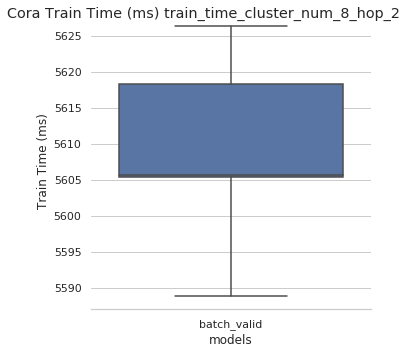 Cora Train Time (ms) train_time_cluster_num_8_hop_2
5625
5620
5615
5610
5605
5600
5595
5590
Train Time (ms)
batch_valid
models